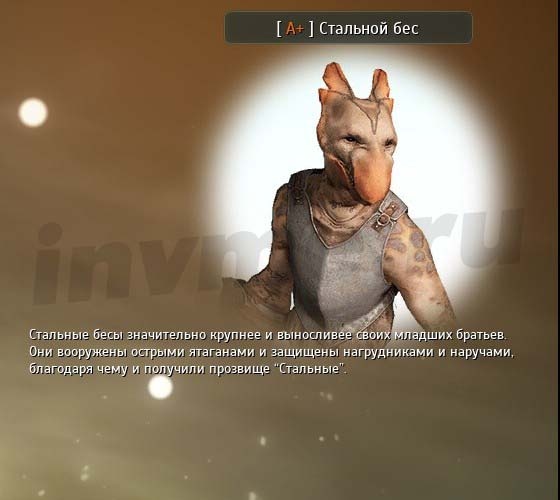 [ A+ ] Стальной бес
Стальные бесы значительно крупнее и выносливее своих младших братьев.
Они вооружены острыми ятаганами и защищены нагрудниками и наручами,
благодаря чему и получили прозвище “Стальные”.